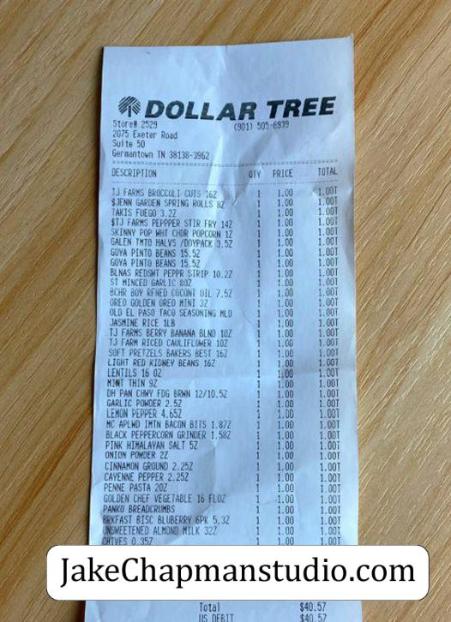 DOLLAR TREE
Store# 2529 (901) 505-6939
2075 Exeter Road
Suite 50
Germantown TN 38138-3962
DESCRIPTION QTY PRICE TOTAL
TJ FARMS BROCCOLI CUTS 16Z 1 1.00 1.00T
$JENN GARDEN SPRING ROLLS 8Z 1 1.00 1.00T
TAKIS FUEGO 3.2Z 1 1.00 1.00T
$TJ FARMS PEPPPER STIR FRY 14Z 1 1.00 1.00T
SKINNY POP WHT CHDR POPCORN 1Z 1 1.00 1.00T
GALEN TMTO HALVS /DOYPACK 3.5Z 1 1.00 1.00T
GOYA PINTO BEANS 15.5Z 1 1.00 1.00T
GOYA PINTO BEANS 15.5Z 1 1.00 1.00T
BLNAS REDSWT PEPPR STRIP 10.2Z 1 1.00 1.00T
ST MINCED GARLIC 8OZ 1 1.00 1.00T
BCHR BOY RFNED COCONT OIL 7.5Z 1 1.00 1.00T
OREO GOLDEN OREO MINI 3Z 1 1.00 1.00T
OLD EL PASO TACO SEASONING MLD 1 1.00 1.00T
JASMINE RICE 1LB 1 1.00 1.00T
TJ FARMS BERRY BANANA BLND 10Z 1 1.00 1.00T
TJ FARM RICED CAULIFLOWER 10Z 1 1.00 1.00T
SOFT PRETZELS BAKERS BEST 16Z 1 1.00 1.00T
LIGHT RED KIDNEY BEANS 16Z 1 1.00 1.00T
LENTILS 16 OZ 1 1.00 1.00T
MINT THIN 9Z 1 1.00 1.00T
DH PAN CHWY FDG BRWN 12/10.5Z 1 1.00 1.00T
GARLIC POWDER 2.5Z 1 1.00 1.00T
LEMON PEPPER 4.65Z 1 1.00 1.00T
MC APLWD IMTN BACON BITS 1.87Z 1 1.00 1.00T
BLACK PEPPERCORN GRINDER 1.58Z 1 1.00 1.00T
PINK HIMALAYAN SALT 5Z 1 1.00 1.00T
ONION POWDER 2Z 1 1.00 1.00T
CINNAMON GROUND 2.25Z 1 1.00 1.00T
CAYENNE PEPPER 2.25Z 1 1.00 1.00T
PENNE PASTA 20Z 1 1.00 1.00T
GOLDEN CHEF VEGETABLE 16 FLOZ 1 1.00 1.00T
PANKO BREADCRUMBS 1 1.00 1.00T
BRKFAST BISC BLUBERRY 6PK 5.3Z 1 1.00 1.00T
UNSWEETENED ALMOND MILK 32Z 1 1.00 1.00T
CHIVES 0.35Z 1 1.00 1.00T
JakeChapmanstudio.com
Total $40.57
US DEBIT $40.57